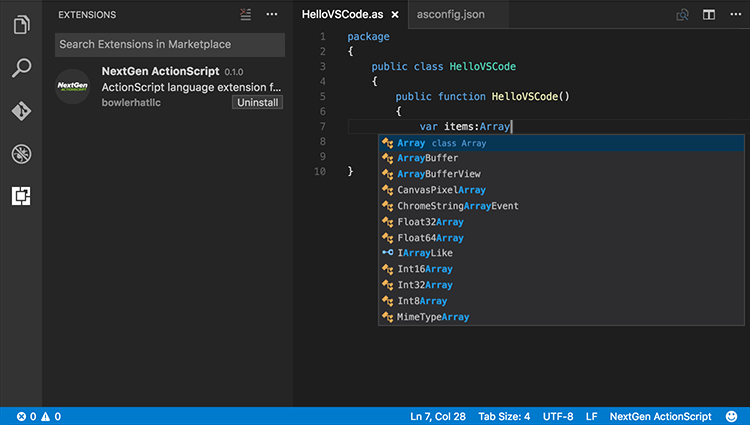 EXTENSIONS
Search Extensions in Marketplace
NextGen ActionScript 0.1.0
ActionScript language extension f...
bowlerhatllc Uninstall
NextGen
ACTIONSCRIPT
HelloVSCode.as asconfig.json
1 package
2 {
3 public class HelloVSCode
4 {
5 public function HelloVSCode()
6 {
7 var items:Array
8
9
10 }
Array class Array
ArrayBuffer
ArrayBufferView
CanvasPixelArray
ChromeStringArrayEvent
Float32Array
Float64Array
IArrayLike
Int16Array
Int32Array
Int8Array
MimeTypeArray
0 0 Ln 7, Col 28 Tab Size: 4 UTF-8 LF NextGen ActionScript